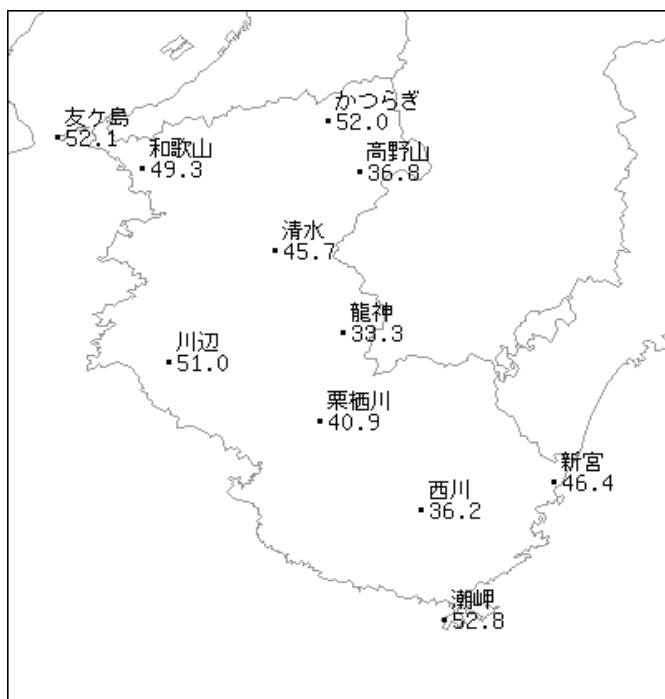 かつらぎ
52.0
友ケ島
52.1
和歌山
49.3
高野山
36.8
清水
45.7
龍神
33.3
川辺
51.0
栗栖川
40.9
新宮
46.4
西川
36.2
潮岬
52.8